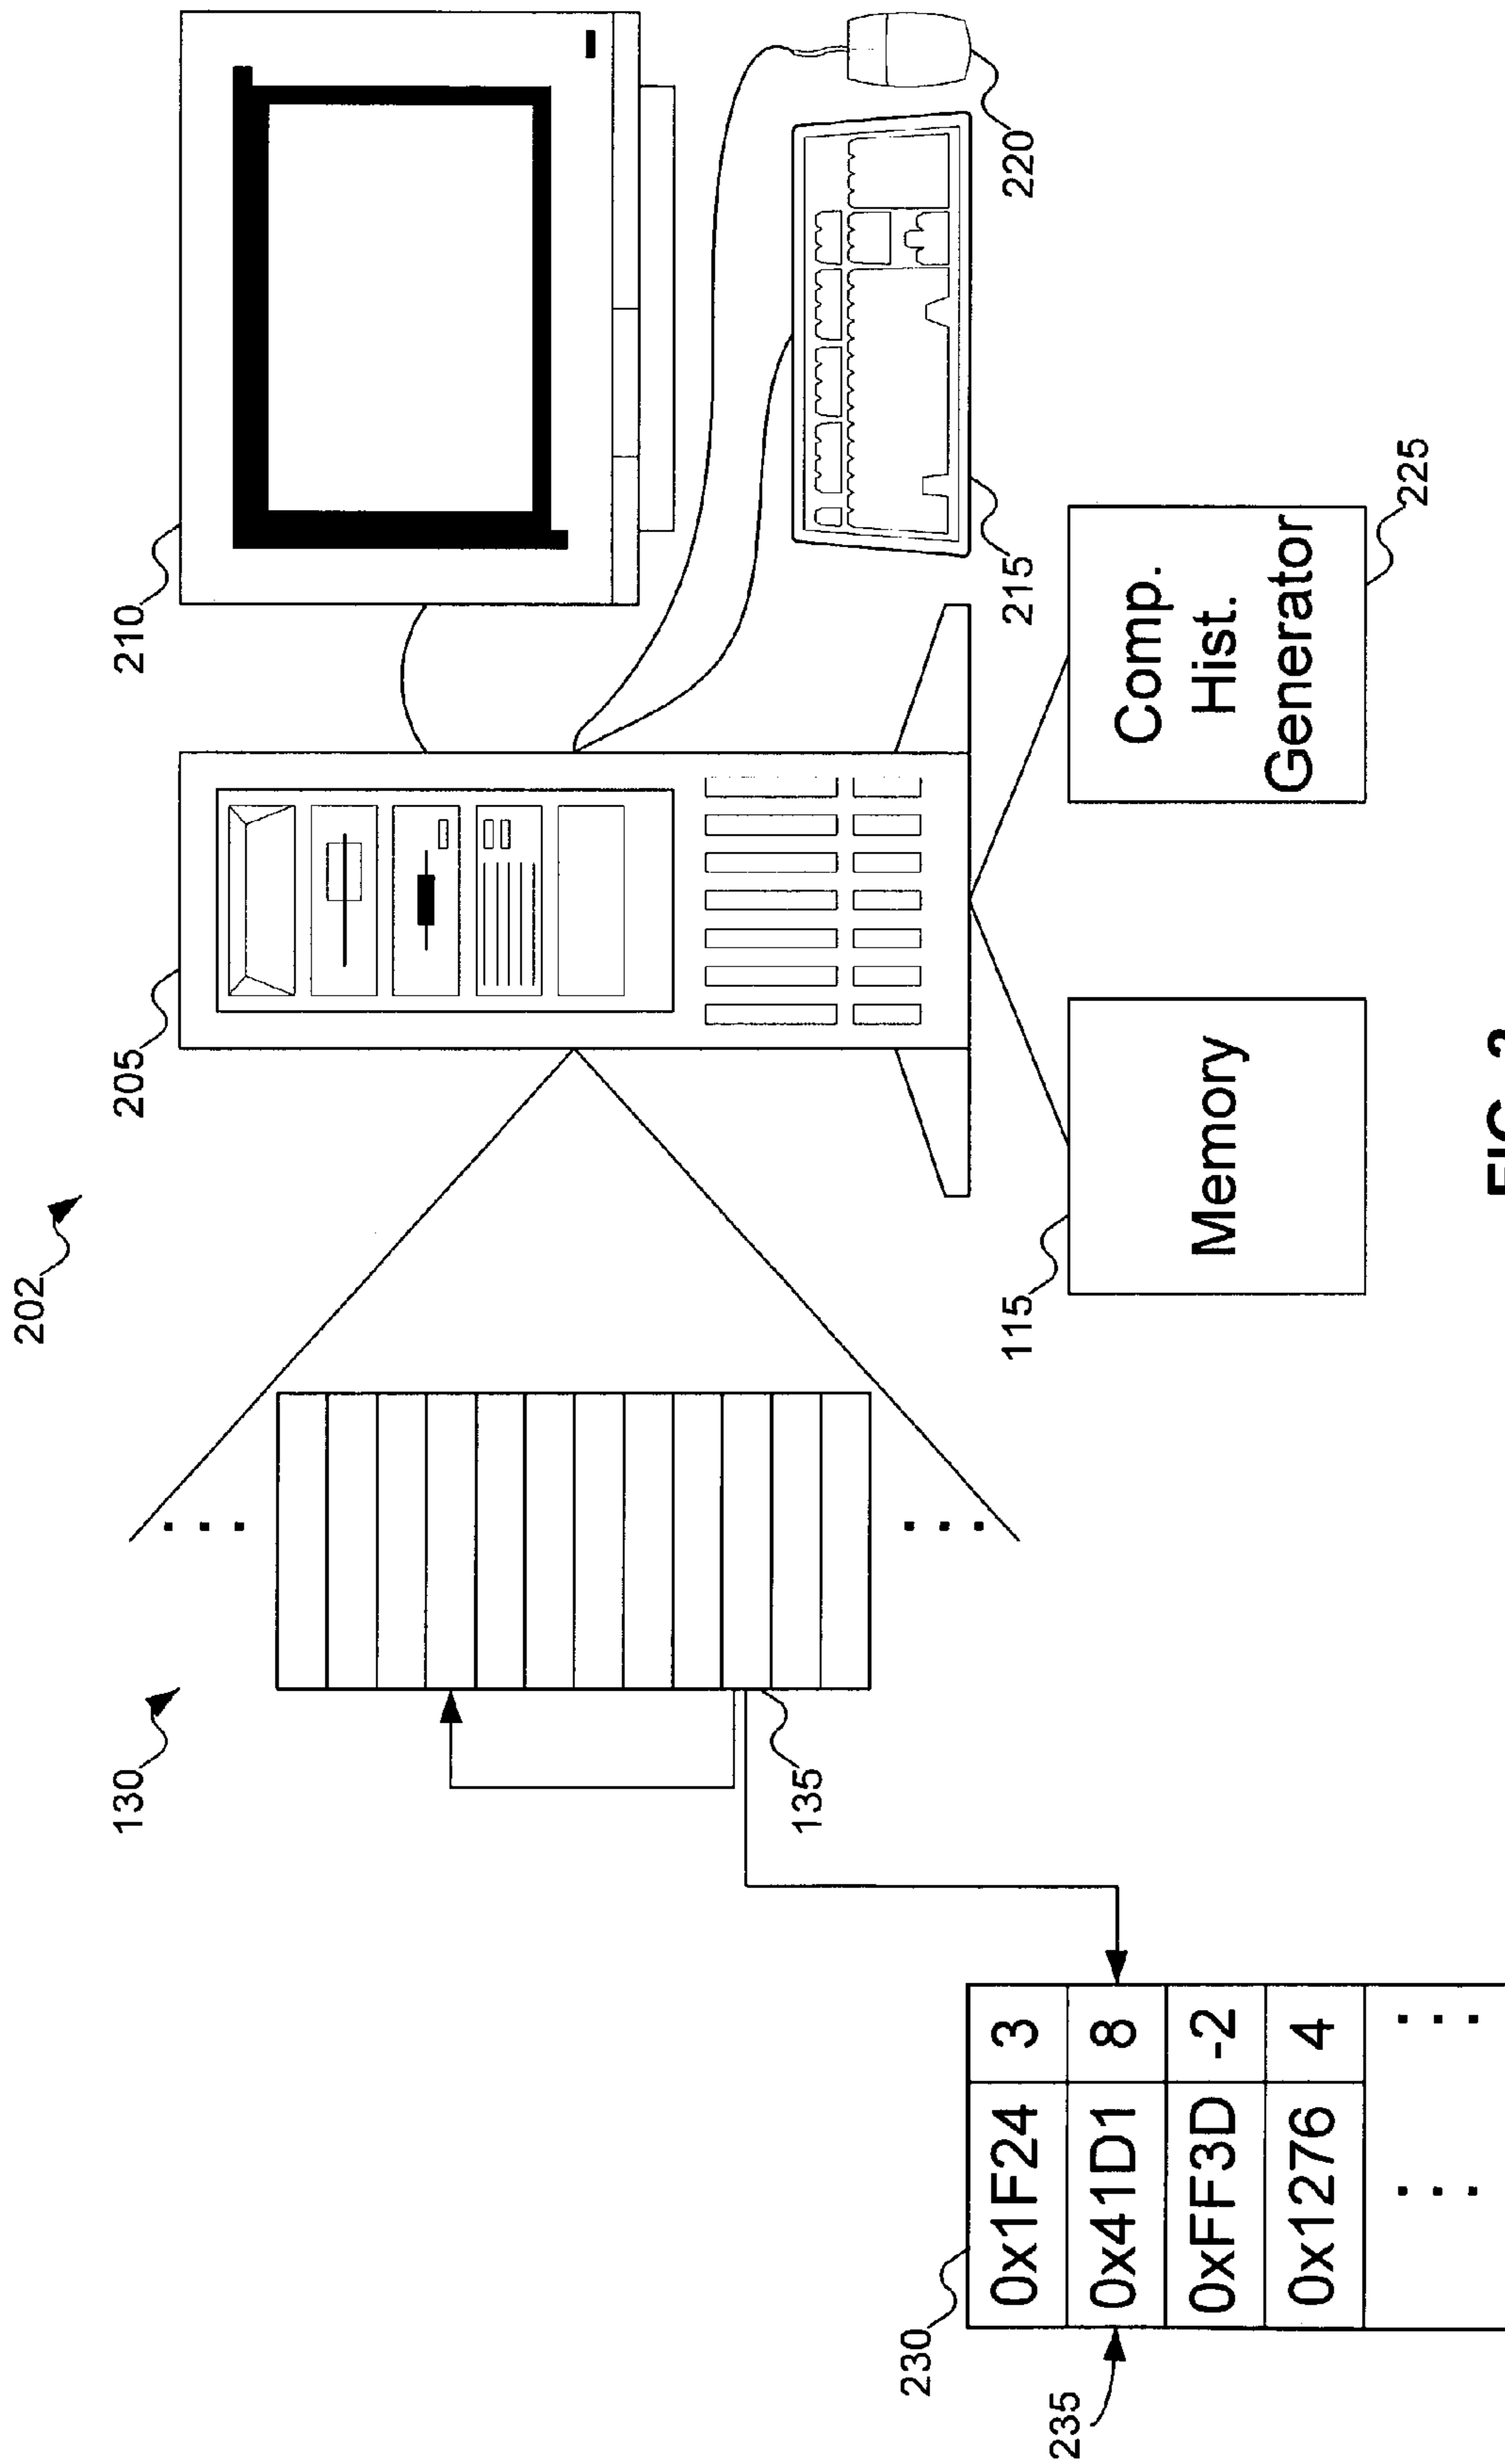 202
130
205
210
135
230
0x1F24 3
115
215
220
235
0x41D1 8
0xFF3D -2
0x1276 4
Memory
Comp.
Hist.
Generator
225